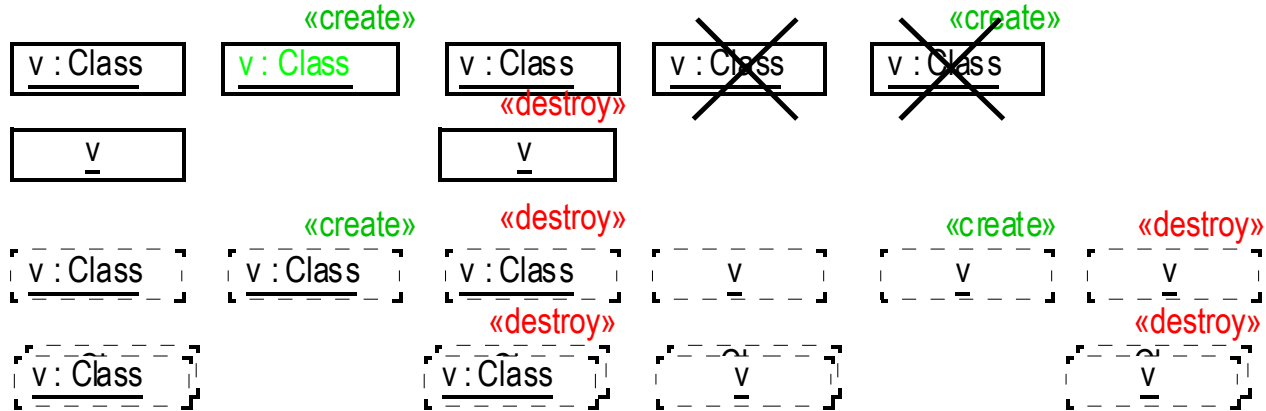 «create» «create»
v : Class v : Class v : Class v : Class v : Class
«destroy»
v v
«create» «destroy» «create» «destroy»
v : Class v : Class v : Class v v v
«destroy» «destroy»
v : Class v : Class v v